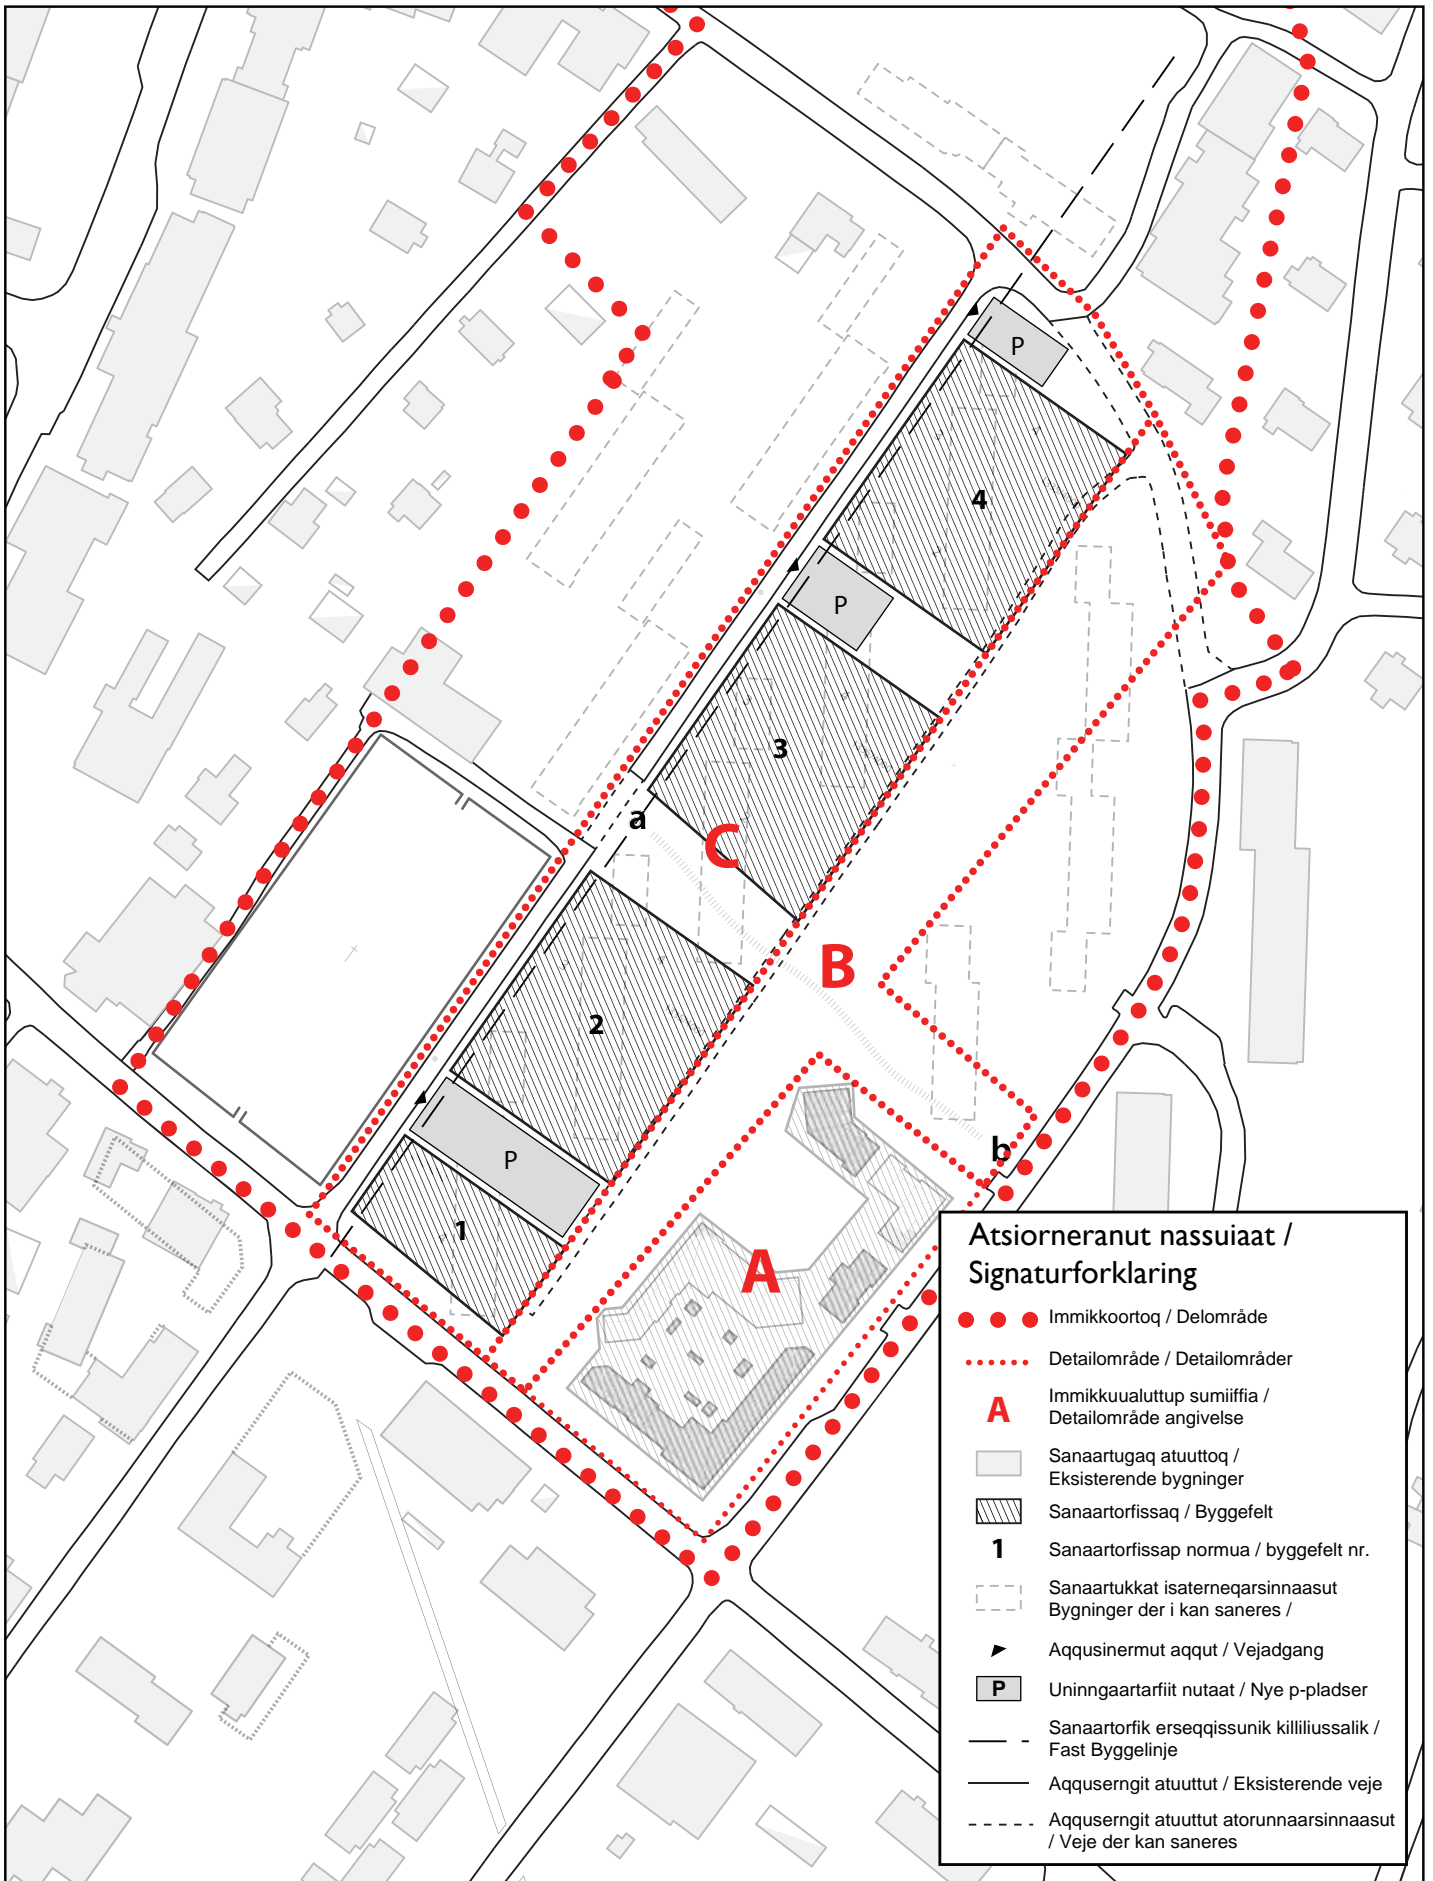 P
4
P
3
a
C
B
2
b
P
1
A
Atsiorneranut nassuiaat /
Signaturforklaring
Immikkoortoq / Delområde
Detailområde / Detailområder
A
Immikkuualuttup sumiiffia /
Detailområde angivelse
Sanaartugaq atuuttoq /
Eksisterende bygninger
Sanaartorfissaq / Byggefelt
1
Sanaartorfissap normua / byggefelt nr.
Sanaartukkat isaterneqarsinnaasut
Bygninger der i kan saneres /
Aqqusinermut aqqut / Vejadgang
P
Uninngaartarfiit nutaat / Nye p-pladser
Sanaartorfik erseqqissunik killiliussalik /
Fast Byggelinje
Aqquserngit atuuttut / Eksisterende veje
Aqquserngit atuuttut atorunnaarsinnaasut
/ Veje der kan saneres